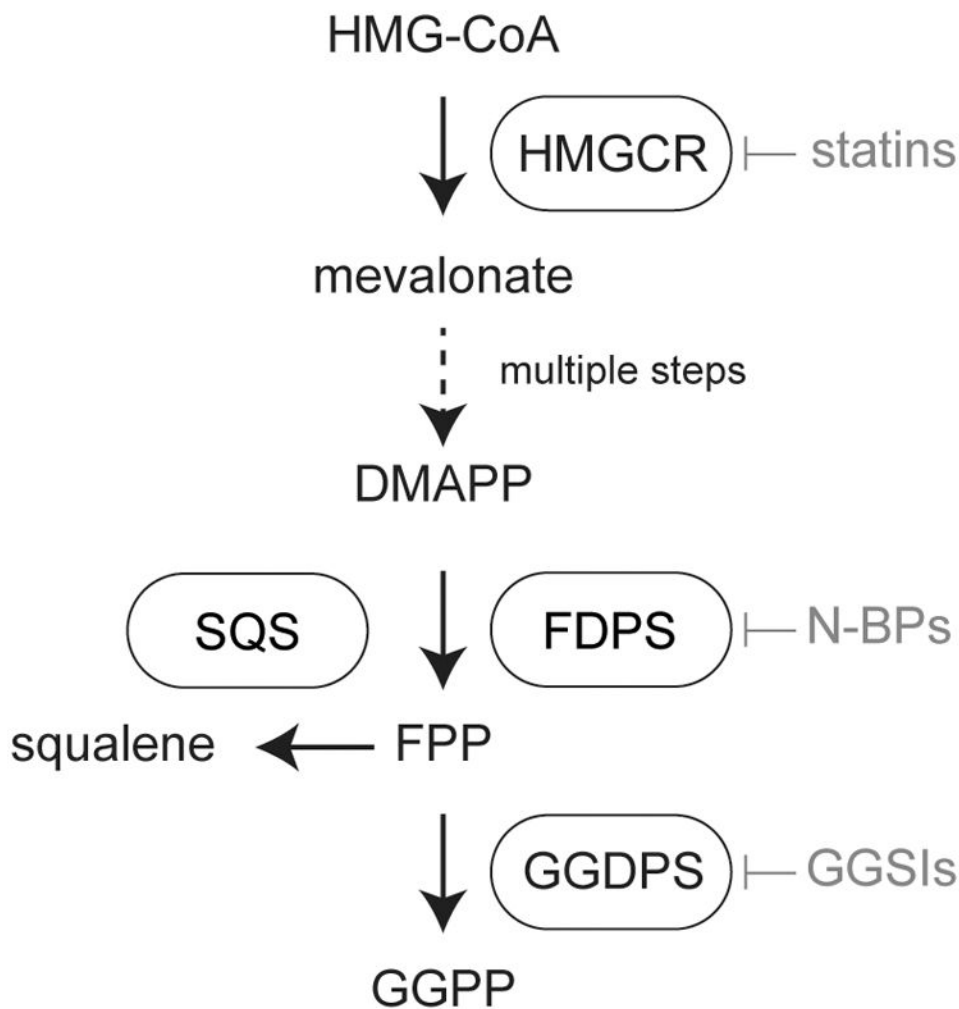 HMG-CoA
HMGCR
statins
mevalonate
multiple steps
DMAPP
SQS
FDPS
N-BPs
squalene
FPP
GGDPS
GGSIs
GGPP